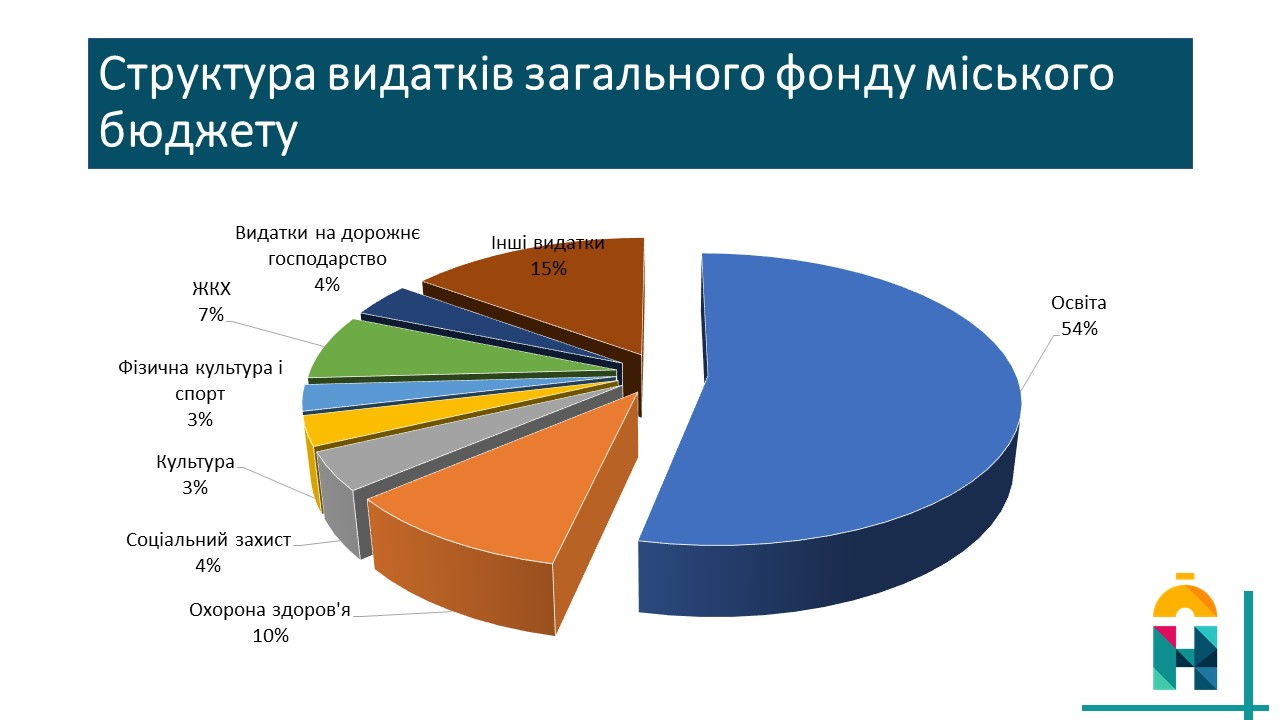 Структура видатків загального фонду міського
бюджету
Видатки на дорожнє
господарство
4%
Інші видатки
15%
ЖКХ
7%
Освіта
54%
Фізична культура і
спорт
3%
Культура
3%
Соціальний захист
4%
Охорона здоров'я
10%